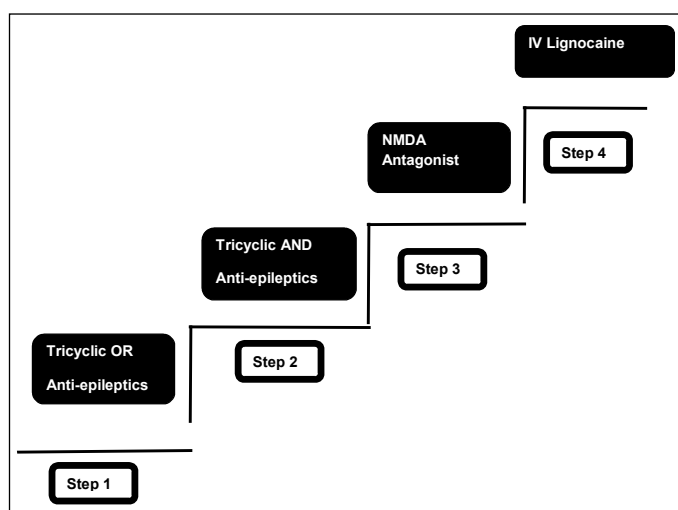 IV Lignocaine
NMDA
Antagonist
Step 4
Tricyclic AND
Anti-epileptics
Step 3
Tricyclic OR
Anti-epileptics
Step 2
Step 1